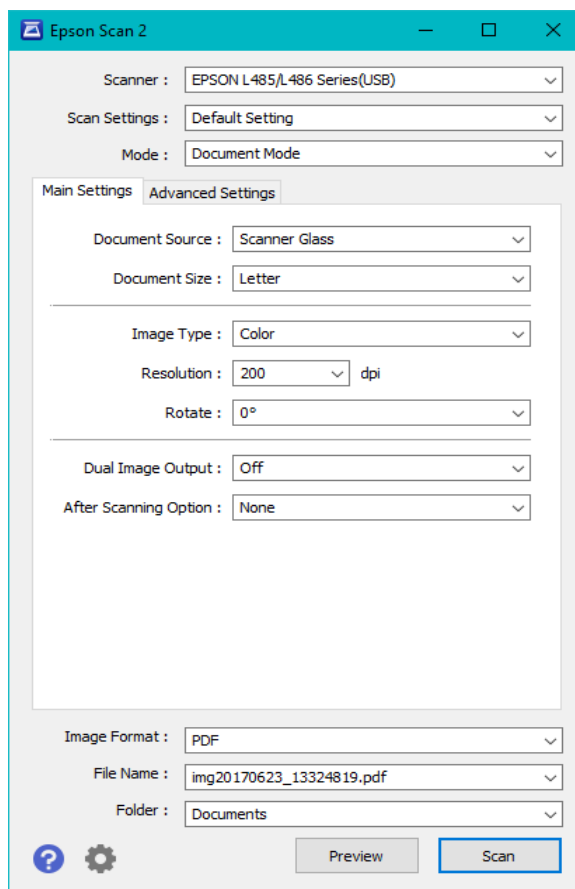 Epson Scan 2
Scanner : EPSON L485/L486 Series(USB)
Scan Settings : Default Setting
Mode : Document Mode
Main Settings Advanced Settings
Document Source : Scanner Glass
Document Size : Letter
Image Type : Color
Resolution : 200 dpi
Rotate : 0°
Dual Image Output : Off
After Scanning Option : None
Image Format : PDF
File Name : img20170623_13324819.pdf
Folder : Documents
? Preview Scan